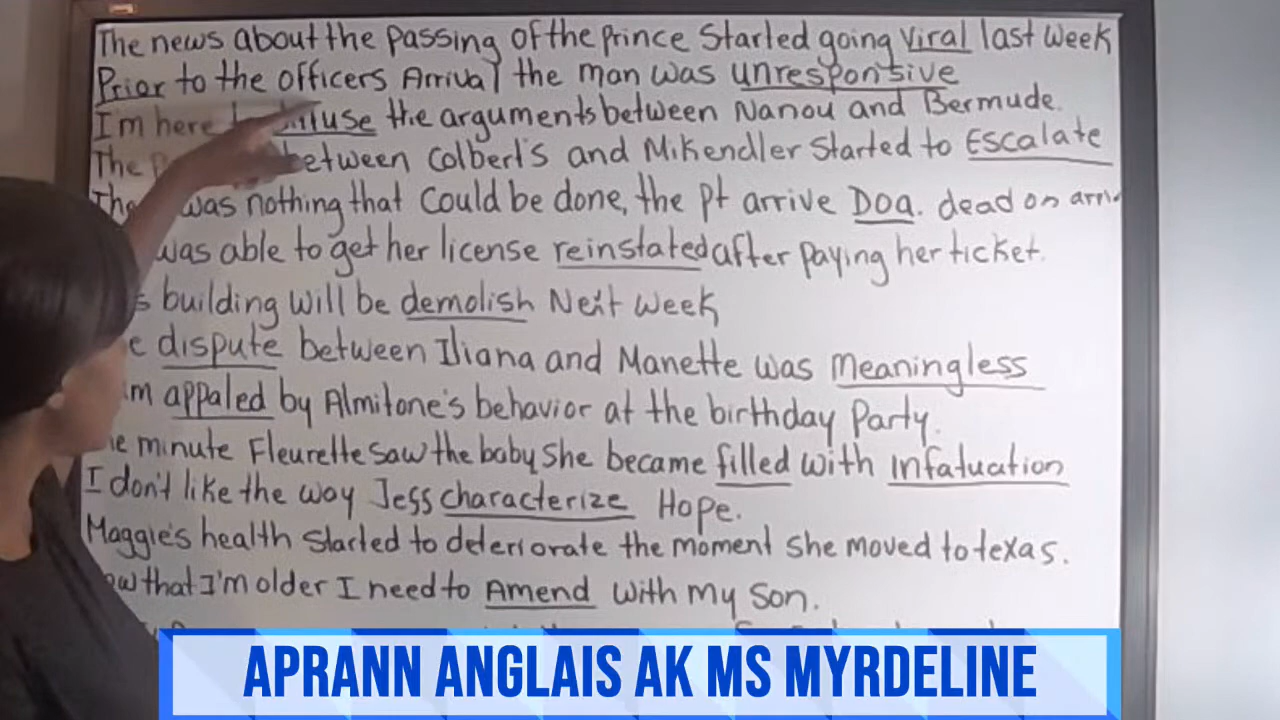 The news about the passing of the prince started going viral last week
Prior to the officers Arrival the man was unresponsive
I'm here the arguments between Nanou and Bermude.
The between Colbert's and Mikendler started to Escalate
was nothing that could be done, the pt arrive Doa. dead on
was able to get her license reinstated after paying her ticket.
building will be demolish Next week
dispute between Iliana and Manette was Meaningless
appaled by Almitone's behavior at the birthday Party.
minute Fleurette saw the baby she became filled with Infatuation
I don't like the way Jess characterize Hope.
Maggie's health started to deteriorate the moment she moved to texas.
that I'm older I need to Amend with my son.
APRANN ANGLAIS AK MS MYRDELINE